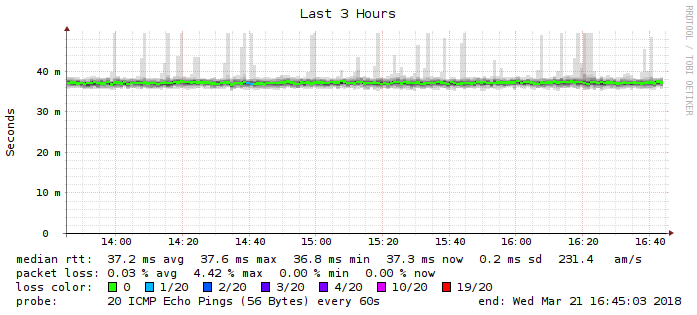 Last 3 Hours
RRDTOOL / TOBI OETIKER
Seconds
40 m
30 m
20 m
10 m
0
14:00 14:20 14:40 15:00 15:20 15:40 16:00 16:20 16:40
median rtt: 37.2 ms avg 37.6 ms max 36.8 ms min 37.3 ms now 0.2 ms sd 231.4 am/s
packet loss: 0.03 % avg 4.42 % max 0.00 % min 0.00 % now
loss color: 0 1/20 2/20 3/20 4/20 10/20 19/20
probe: 20 ICMP Echo Pings (56 Bytes) every 60s end: Wed Mar 21 16:45:03 2018